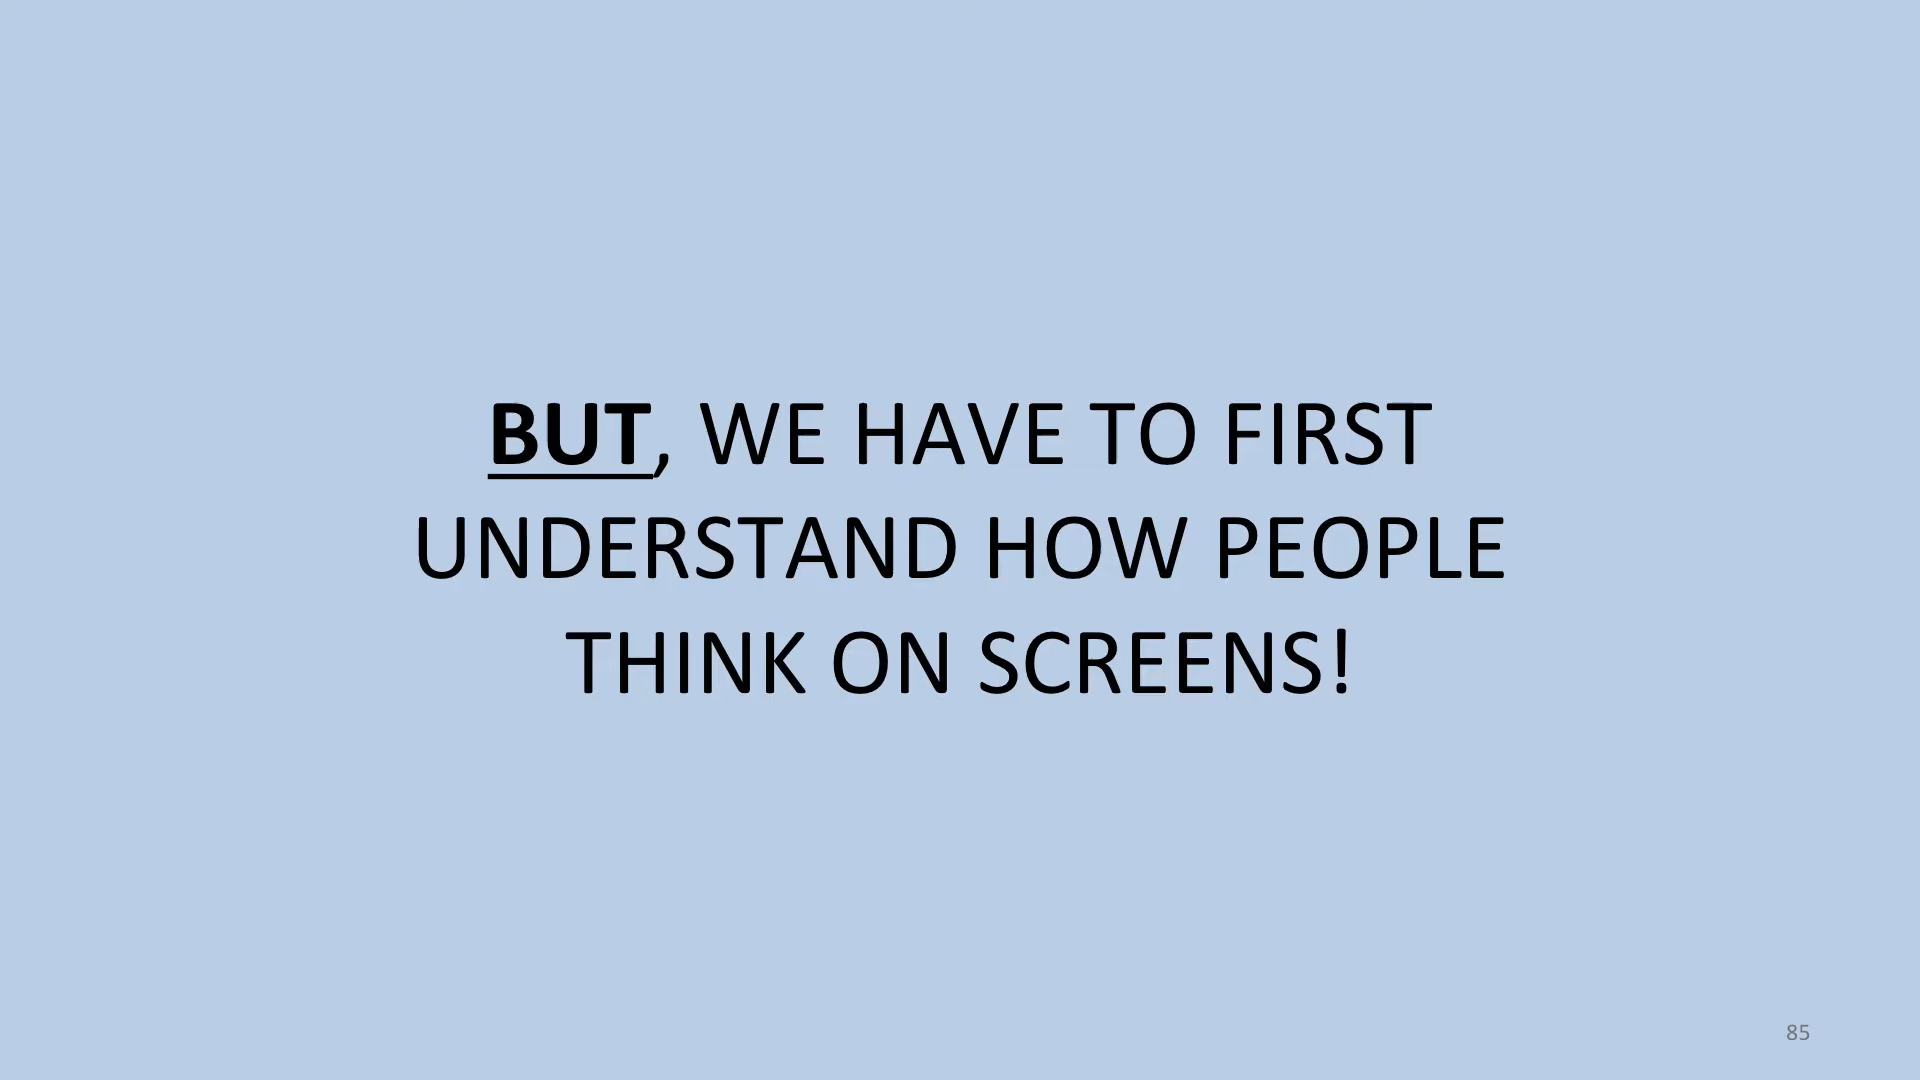 BUT, WE HAVE TO FIRST
UNDERSTAND HOW PEOPLE
THINK ON SCREENS!
85